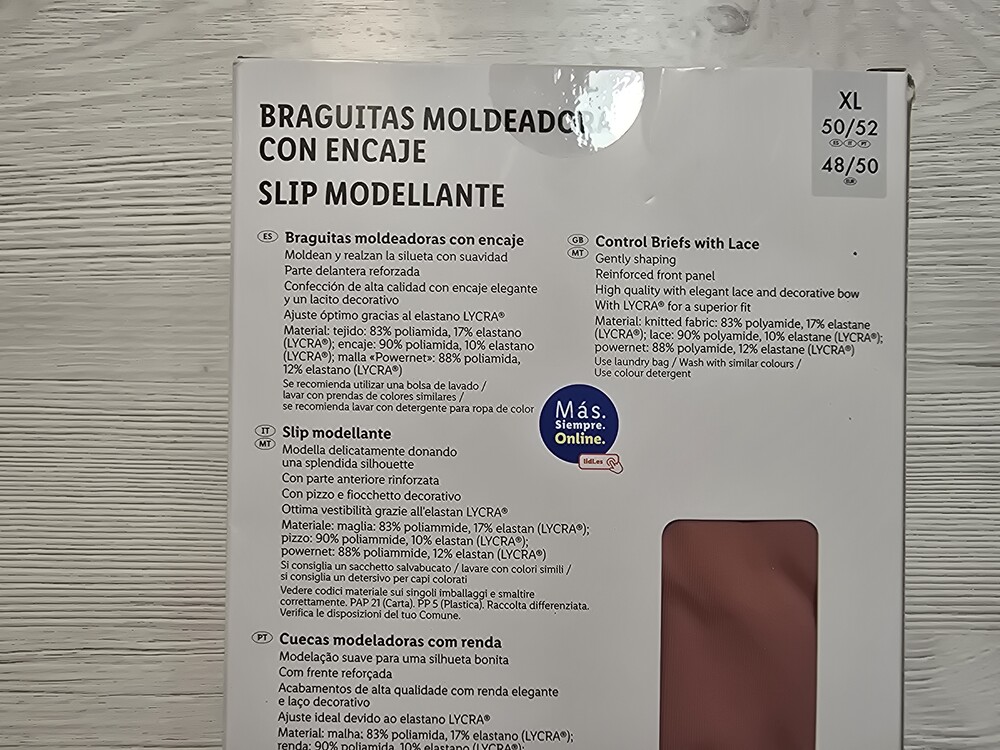 BRAGUITAS MOLDEADOR
CON ENCAJE
SLIP MODELLANTE
XL
50/52
ES IT PT
48/50
EUR
ES Braguitas moldeadoras con encaje
Moldean y realzan la silueta con suavidad
Parte delantera reforzada
Confección de alta calidad con encaje elegante
y un lacito decorativo
Ajuste óptimo gracias al elastano LYCRA®
Material: tejido: 83% poliamida, 17% elastano
(LYCRA®); encaje: 90% poliamida, 10% elastano
(LYCRA®); malla «Powernet»: 88% poliamida,
12% elastano (LYCRA®)
Se recomienda utilizar una bolsa de lavado /
lavar con prendas de colores similares /
se recomienda lavar con detergente para ropa de color
IT MT Slip modellante
Modella delicatamente donando
una splendida silhouette
Con parte anteriore rinforzata
Con pizzo e fiocchetto decorativo
Ottima vestibilità grazie all'elastan LYCRA®
Materiale: maglia: 83% poliammide, 17% elastan (LYCRA®);
pizzo: 90% poliammide, 10% elastan (LYCRA®);
powernet: 88% poliammide, 12% elastan (LYCRA®)
Si consiglia un sacchetto salvabucato / lavare con colori simili /
si consiglia un detersivo per capi colorati
Vedere codici materiale sui singoli imballaggi e smaltire
correttamente. PAP 21 (Carta). PP 5 (Plastica). Raccolta differenziata.
Verifica le disposizioni del tuo Comune.
PT Cuecas modeladoras com renda
Modelação suave para uma silhueta bonita
Com frente reforçada
Acabamentos de alta qualidade com renda elegante
e laço decorativo
Ajuste ideal devido ao elastano LYCRA®
Material: malha: 83% poliamida, 17% elastano (LYCRA®);
renda: 90% poliamida, 10% elastano (LYCRA®);
GB MT Control Briefs with Lace
Gently shaping
Reinforced front panel
High quality with elegant lace and decorative bow
With LYCRA® for a superior fit
Material: knitted fabric: 83% polyamide, 17% elastane
(LYCRA®); lace: 90% polyamide, 10% elastane (LYCRA®);
powernet: 88% polyamide, 12% elastane (LYCRA®)
Use laundry bag / Wash with similar colours /
Use colour detergent
Más.
Siempre.
Online.
lidl.es